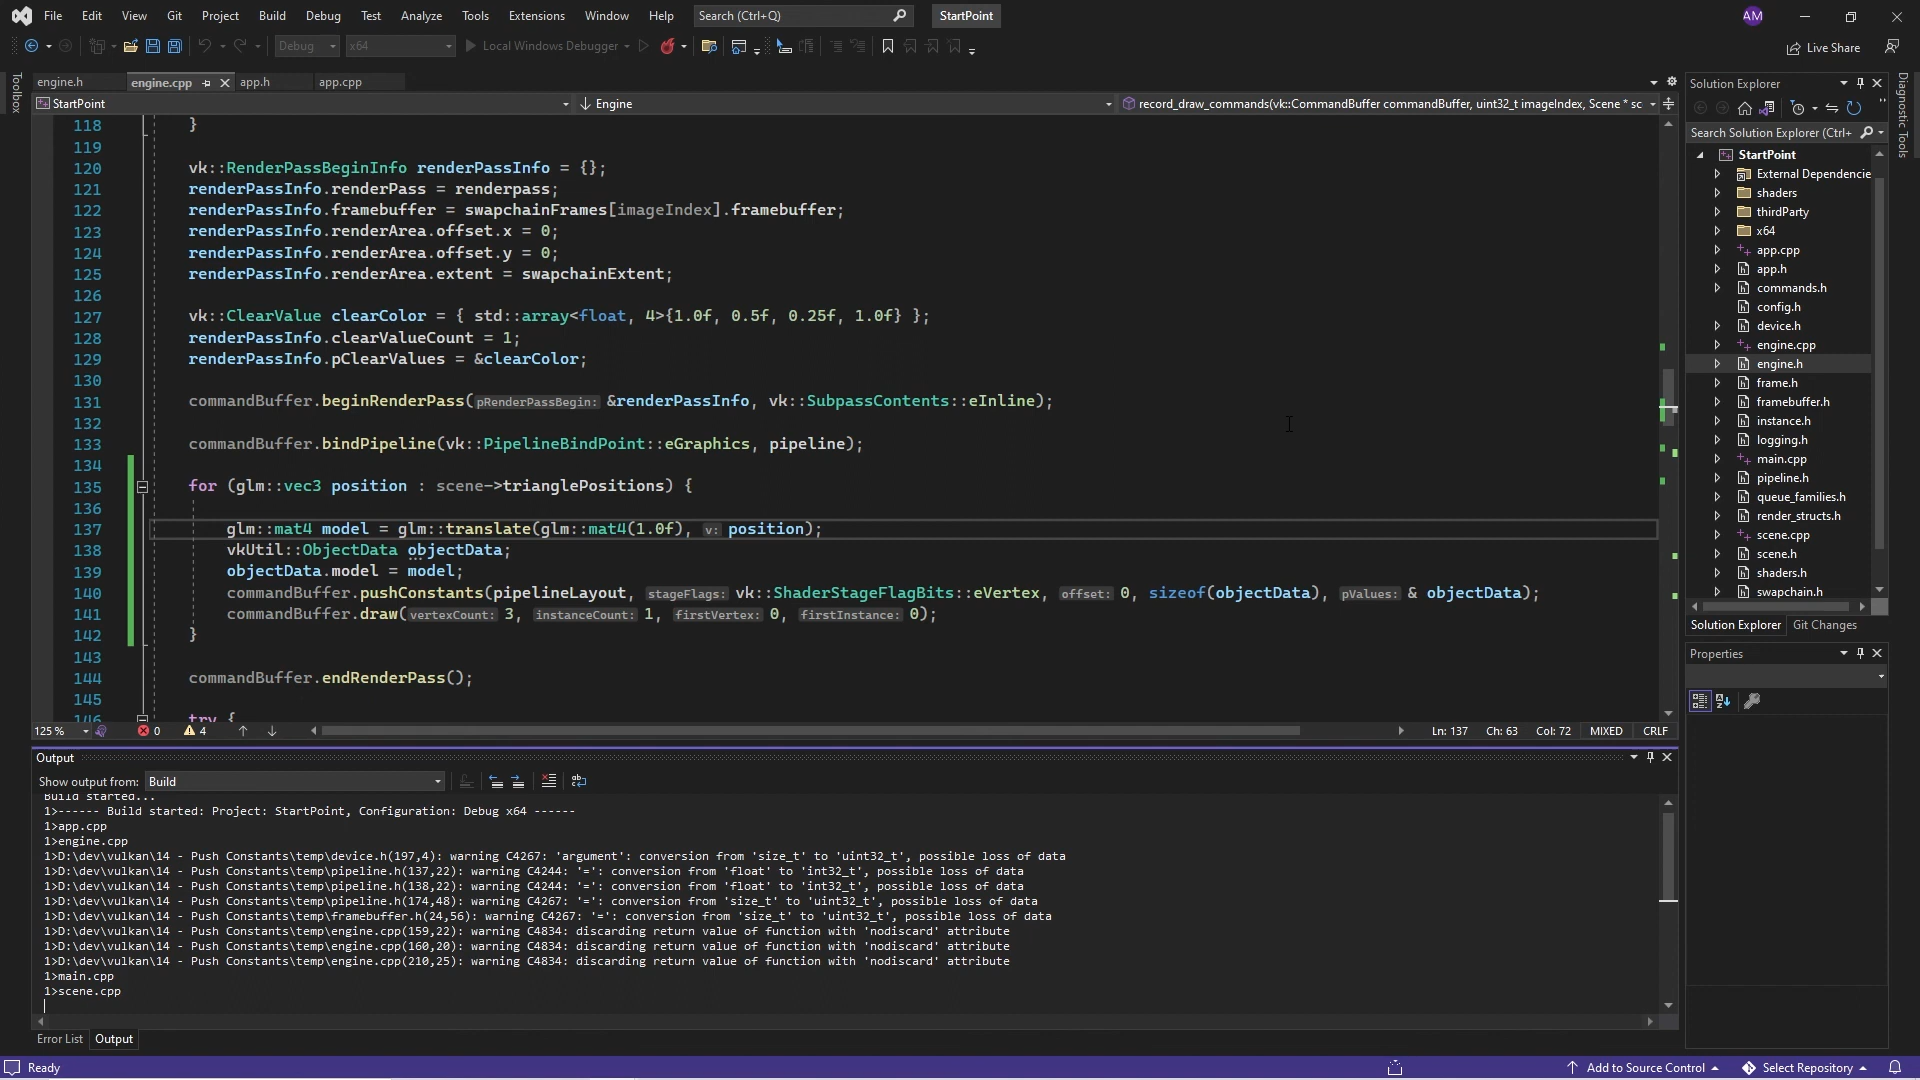 File Edit View Git Project Build Debug Test Analyze Tools Extensions Window Help Search (Ctrl+Q) StartPoint AM
Debug x64 Local Windows Debugger Live Share
Toolbox
engine.h engine.cpp app.h app.cpp
StartPoint Engine record_draw_commands(vk::CommandBuffer commandBuffer, uint32_t imageIndex, Scene * sc
118 }
119
120 vk::RenderPassBeginInfo renderPassInfo = {};
121 renderPassInfo.renderPass = renderpass;
122 renderPassInfo.framebuffer = swapchainFrames[imageIndex].framebuffer;
123 renderPassInfo.renderArea.offset.x = 0;
124 renderPassInfo.renderArea.offset.y = 0;
125 renderPassInfo.renderArea.extent = swapchainExtent;
126
127 vk::ClearValue clearColor = { std::array<float, 4>{1.0f, 0.5f, 0.25f, 1.0f} };
128 renderPassInfo.clearValueCount = 1;
129 renderPassInfo.pClearValues = &clearColor;
130
131 commandBuffer.beginRenderPass(pRenderPassBegin: &renderPassInfo, vk::SubpassContents::eInline);
132
133 commandBuffer.bindPipeline(vk::PipelineBindPoint::eGraphics, pipeline);
134
135 for (glm::vec3 position : scene->trianglePositions) {
136
137 glm::mat4 model = glm::translate(glm::mat4(1.0f), v: position);
138 vkUtil::ObjectData objectData;
139 objectData.model = model;
140 commandBuffer.pushConstants(pipelineLayout, stageFlags: vk::ShaderStageFlagBits::eVertex, offset: 0, sizeof(objectData), pValues: & objectData);
141 commandBuffer.draw(vertexCount: 3, instanceCount: 1, firstVertex: 0, firstInstance: 0);
142 }
143
144 commandBuffer.endRenderPass();
145
146 try {
125 % 0 4 Ln: 137 Ch: 63 Col: 72 MIXED CRLF
Output
Show output from: Build
Build started...
1>------ Build started: Project: StartPoint, Configuration: Debug x64 ------
1>app.cpp
1>engine.cpp
1>D:\dev\vulkan\14 - Push Constants\temp\device.h(197,4): warning C4267: 'argument': conversion from 'size_t' to 'uint32_t', possible loss of data
1>D:\dev\vulkan\14 - Push Constants\temp\pipeline.h(137,22): warning C4244: '=': conversion from 'float' to 'int32_t', possible loss of data
1>D:\dev\vulkan\14 - Push Constants\temp\pipeline.h(138,22): warning C4244: '=': conversion from 'float' to 'int32_t', possible loss of data
1>D:\dev\vulkan\14 - Push Constants\temp\pipeline.h(174,48): warning C4267: '=': conversion from 'size_t' to 'uint32_t', possible loss of data
1>D:\dev\vulkan\14 - Push Constants\temp\framebuffer.h(24,56): warning C4267: '=': conversion from 'size_t' to 'uint32_t', possible loss of data
1>D:\dev\vulkan\14 - Push Constants\temp\engine.cpp(159,22): warning C4834: discarding return value of function with 'nodiscard' attribute
1>D:\dev\vulkan\14 - Push Constants\temp\engine.cpp(160,20): warning C4834: discarding return value of function with 'nodiscard' attribute
1>D:\dev\vulkan\14 - Push Constants\temp\engine.cpp(210,25): warning C4834: discarding return value of function with 'nodiscard' attribute
1>main.cpp
1>scene.cpp
Error List Output
Solution Explorer
Search Solution Explorer (Ctrl+
StartPoint
External Dependencie
shaders
thirdParty
x64
app.cpp
app.h
commands.h
config.h
device.h
engine.cpp
engine.h
frame.h
framebuffer.h
instance.h
logging.h
main.cpp
pipeline.h
queue_families.h
render_structs.h
scene.cpp
scene.h
shaders.h
swapchain.h
Solution Explorer Git Changes
Properties
Diagnostic Tools
Ready Add to Source Control Select Repository